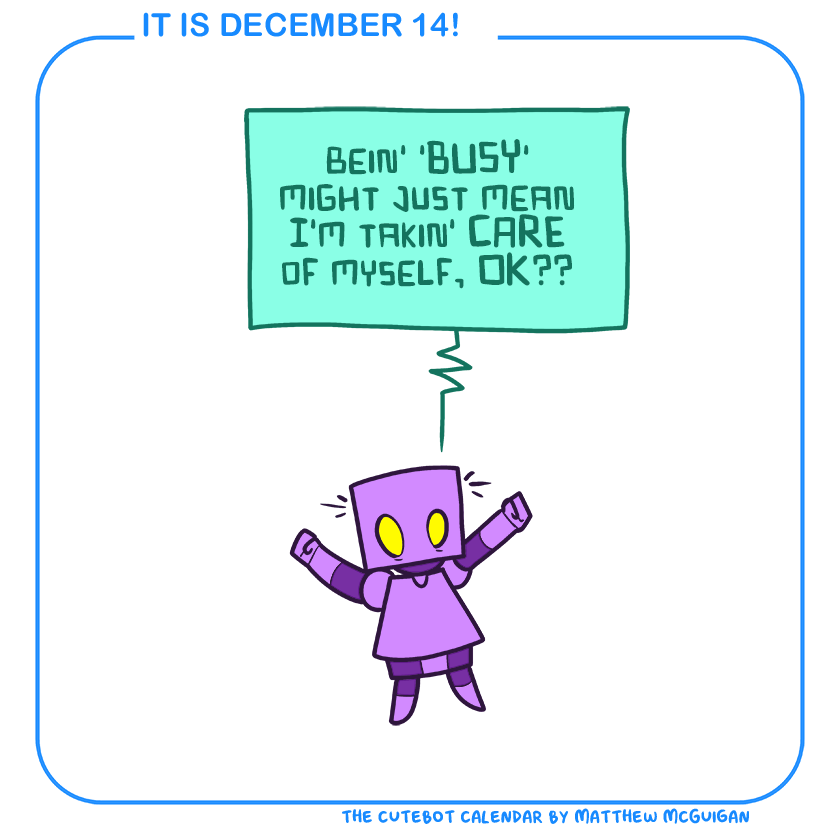 IT IS DECEMBER 14!
BEIN' 'BUSY'
MIGHT JUST MEAN
I'M TAKIN' CARE
OF MYSELF, OK??
THE CUTEBOT CALENDAR BY MATTHEW MCGUIGAN